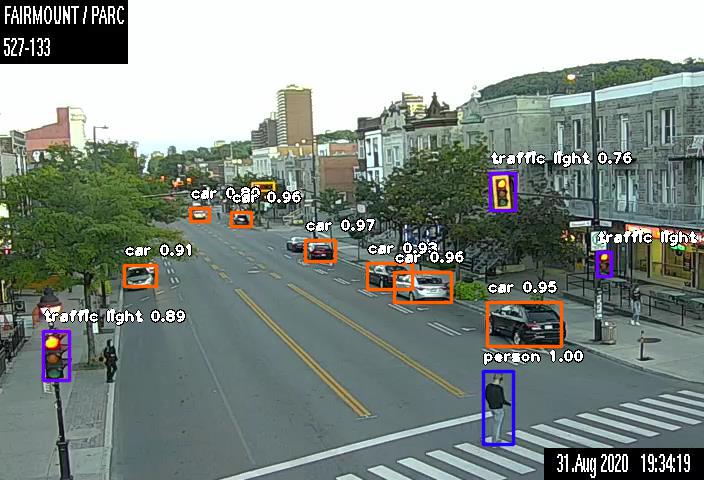 FAIRMOUNT / PARC
527-133
traffic light 0.76
car 0.96
car 0.97
traffic light
car 0.91
car 0.93
car 0.96
car 0.95
traffic light 0.89
person 1.00
31.Aug 2020 19:34:19